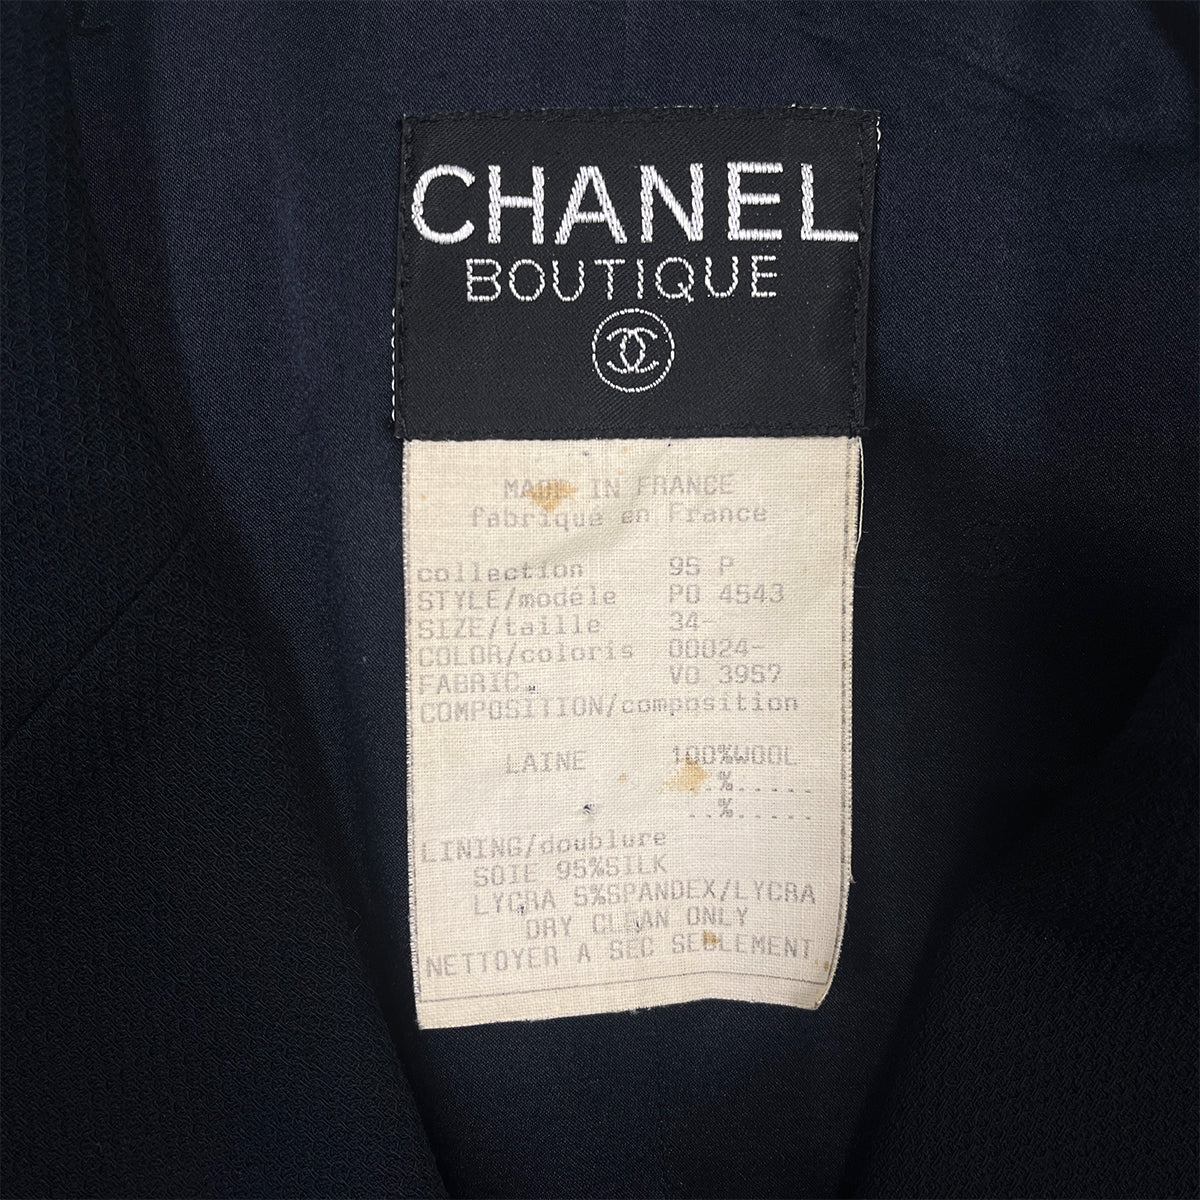 CHANEL
BOUTIQUE
MADE IN FRANCE
fabriqué en France
collection 95 P
STYLE/modèle PO 4543
SIZE/taille 34-
COLOR/coloris 00024-
FABRIC. VO 3957
COMPOSITION/composition
LAINE 100%WOOL
..%.....
..%.....
LINING/doublure
SOIE 95%SILK
LYCRA 5%SPANDEX/LYCRA
DRY CLEAN ONLY
NETTOYER A SEC SEULEMENT